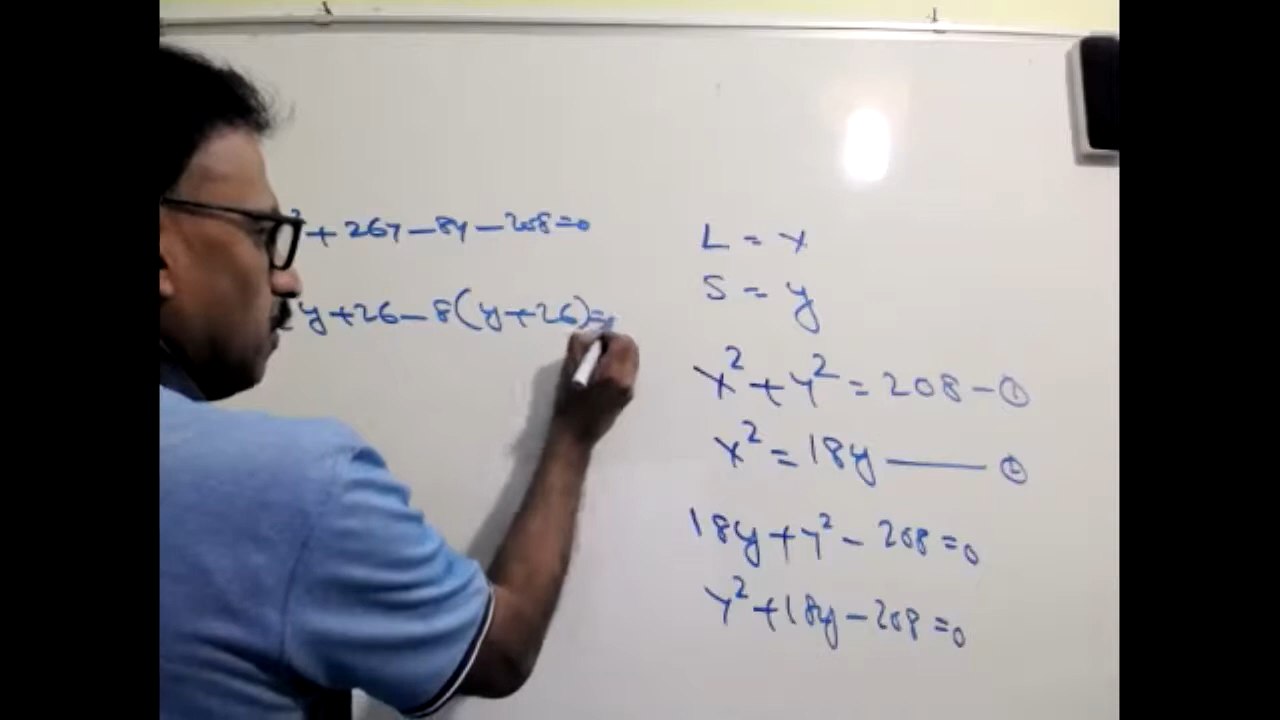 ² + 26y - 8y - 208 = 0
y + 26 - 8(y + 26) =
L = x
S = y
x² + y² = 208 - ①
x² = 18y —— ②
18y + y² - 208 = 0
y² + 18y - 208 = 0